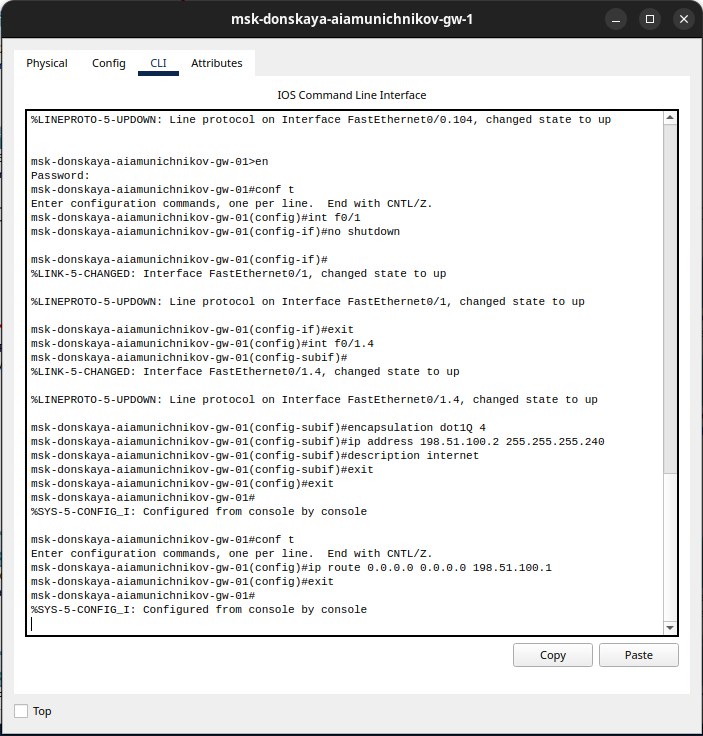 msk-donskaya-aiamunichnikov-gw-1
Physical Config CLI Attributes
IOS Command Line Interface
%LINEPROTO-5-UPDOWN: Line protocol on Interface FastEthernet0/0.104, changed state to up
msk-donskaya-aiamunichnikov-gw-01>en
Password:
msk-donskaya-aiamunichnikov-gw-01#conf t
Enter configuration commands, one per line.  End with CNTL/Z.
msk-donskaya-aiamunichnikov-gw-01(config)#int f0/1
msk-donskaya-aiamunichnikov-gw-01(config-if)#no shutdown
msk-donskaya-aiamunichnikov-gw-01(config-if)#
%LINK-5-CHANGED: Interface FastEthernet0/1, changed state to up
%LINEPROTO-5-UPDOWN: Line protocol on Interface FastEthernet0/1, changed state to up
msk-donskaya-aiamunichnikov-gw-01(config-if)#exit
msk-donskaya-aiamunichnikov-gw-01(config)#int f0/1.4
msk-donskaya-aiamunichnikov-gw-01(config-subif)#
%LINK-5-CHANGED: Interface FastEthernet0/1.4, changed state to up
%LINEPROTO-5-UPDOWN: Line protocol on Interface FastEthernet0/1.4, changed state to up
msk-donskaya-aiamunichnikov-gw-01(config-subif)#encapsulation dot1Q 4
msk-donskaya-aiamunichnikov-gw-01(config-subif)#ip address 198.51.100.2 255.255.255.240
msk-donskaya-aiamunichnikov-gw-01(config-subif)#description internet
msk-donskaya-aiamunichnikov-gw-01(config-subif)#exit
msk-donskaya-aiamunichnikov-gw-01(config)#exit
msk-donskaya-aiamunichnikov-gw-01#
%SYS-5-CONFIG_I: Configured from console by console
msk-donskaya-aiamunichnikov-gw-01#conf t
Enter configuration commands, one per line.  End with CNTL/Z.
msk-donskaya-aiamunichnikov-gw-01(config)#ip route 0.0.0.0 0.0.0.0 198.51.100.1
msk-donskaya-aiamunichnikov-gw-01(config)#exit
msk-donskaya-aiamunichnikov-gw-01#
%SYS-5-CONFIG_I: Configured from console by console
Copy Paste
Top